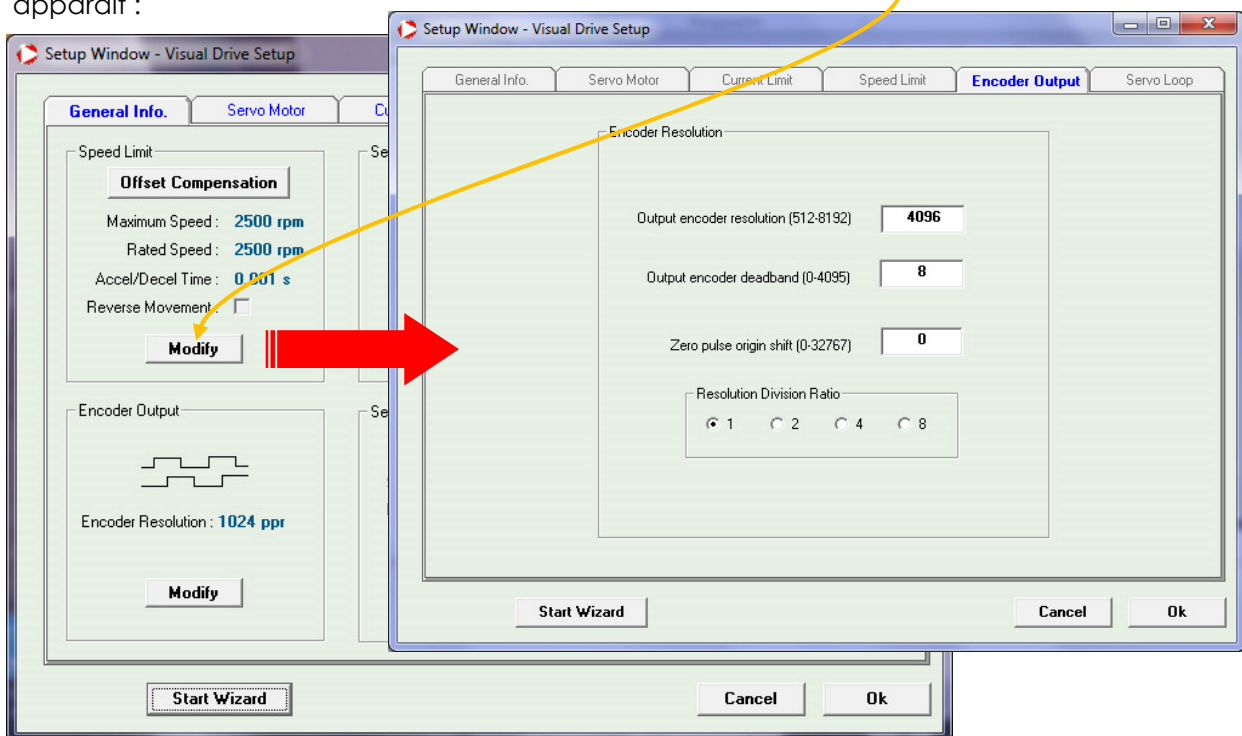 apparaît :
Setup Window - Visual Drive Setup
General Info.
Servo Motor
Speed Limit
Offset Compensation
Maximum Speed : 2500 rpm
Rated Speed : 2500 rpm
Accel/Decel Time : 0.001 s
Reverse Movement :
Modify
Encoder Output
Encoder Resolution : 1024 ppr
Modify
Start Wizard
Cancel
Ok
Setup Window - Visual Drive Setup
General Info.
Servo Motor
Current Limit
Speed Limit
Encoder Output
Servo Loop
Encoder Resolution
Output encoder resolution (512-8192) 4096
Output encoder deadband (0-4095) 8
Zero pulse origin shift (0-32767) 0
Resolution Division Ratio
1 2 4 8
Start Wizard
Cancel
Ok